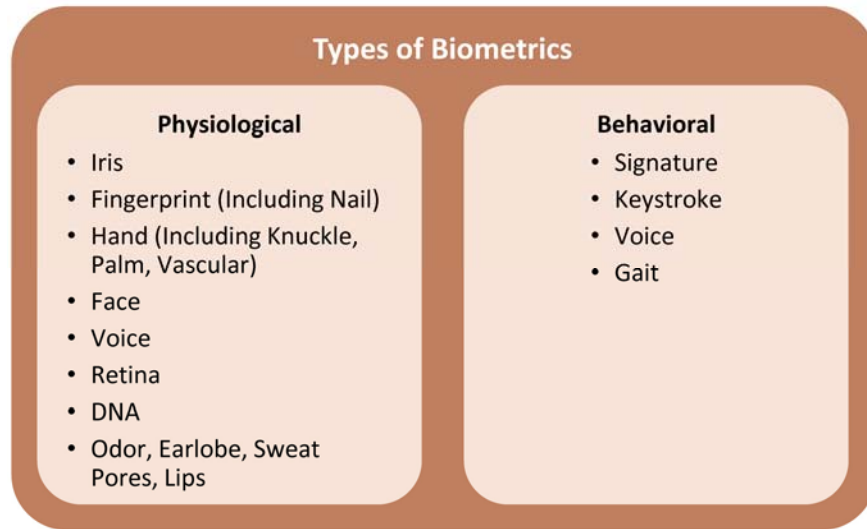 Types of Biometrics
Physiological
• Iris
• Fingerprint (Including Nail)
• Hand (Including Knuckle,
Palm, Vascular)
• Face
• Voice
• Retina
• DNA
• Odor, Earlobe, Sweat
Pores, Lips
Behavioral
• Signature
• Keystroke
• Voice
• Gait